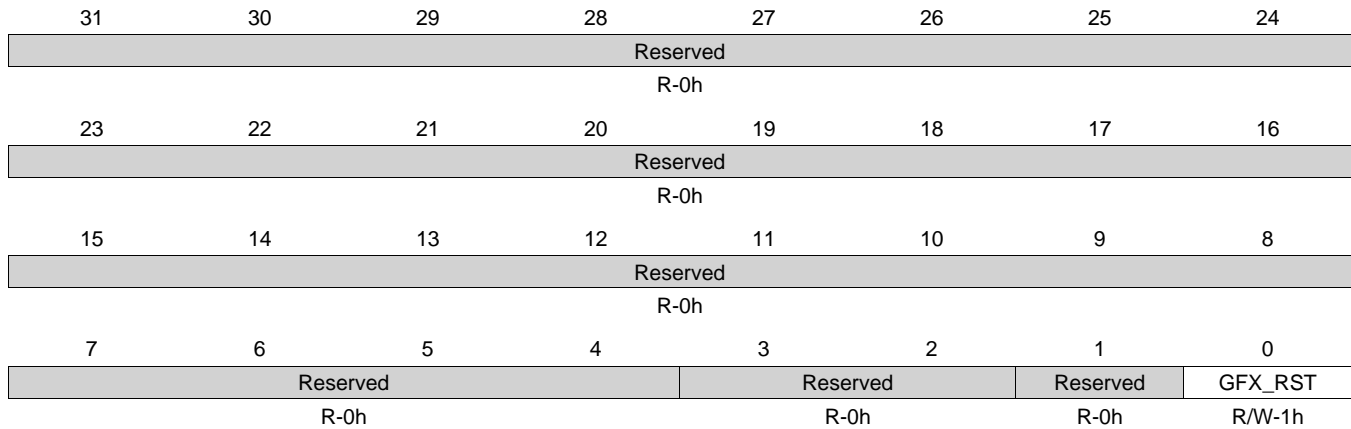 31 30 29 28 27 26 25 24
Reserved
R-0h
23 22 21 20 19 18 17 16
Reserved
R-0h
15 14 13 12 11 10 9 8
Reserved
R-0h
7 6 5 4 3 2 1 0
Reserved Reserved Reserved GFX_RST
R-0h R-0h R-0h R/W-1h